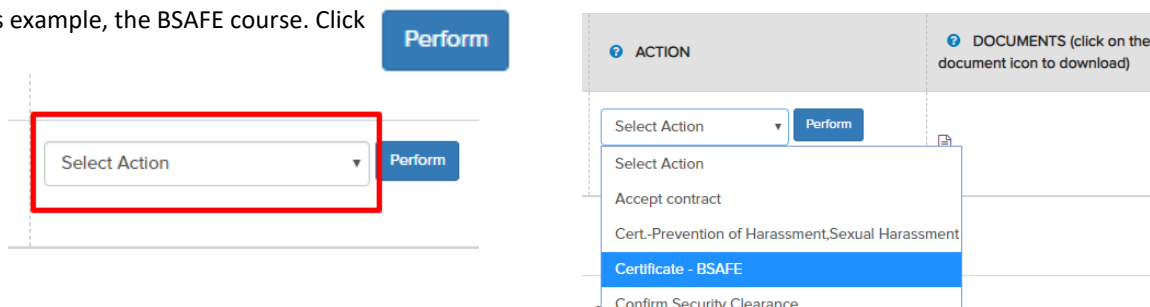 s example, the BSAFE course. Click
Perform
Select Action
Perform
ACTION
DOCUMENTS (click on the
document icon to download)
Select Action
Perform
Select Action
Accept contract
Cert.-Prevention of Harassment,Sexual Harassment
Certificate - BSAFE
Confirm Security Clearance